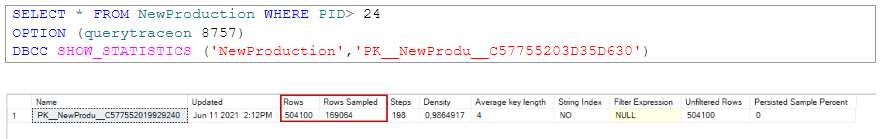 SELECT * FROM NewProduction WHERE PID> 24
OPTION (querytraceon 8757)
DBCC SHOW_STATISTICS ('NewProduction','PK__NewProdu__C57755203D35D630')
Name Updated Rows Rows Sampled Steps Density Average key length String Index Filter Expression Unfiltered Rows Persisted Sample Percent
1 PK__NewProdu__C577552019929240 Jun 11 2021 2:12PM 504100 169064 198 0,9864917 4 NO NULL 504100 0